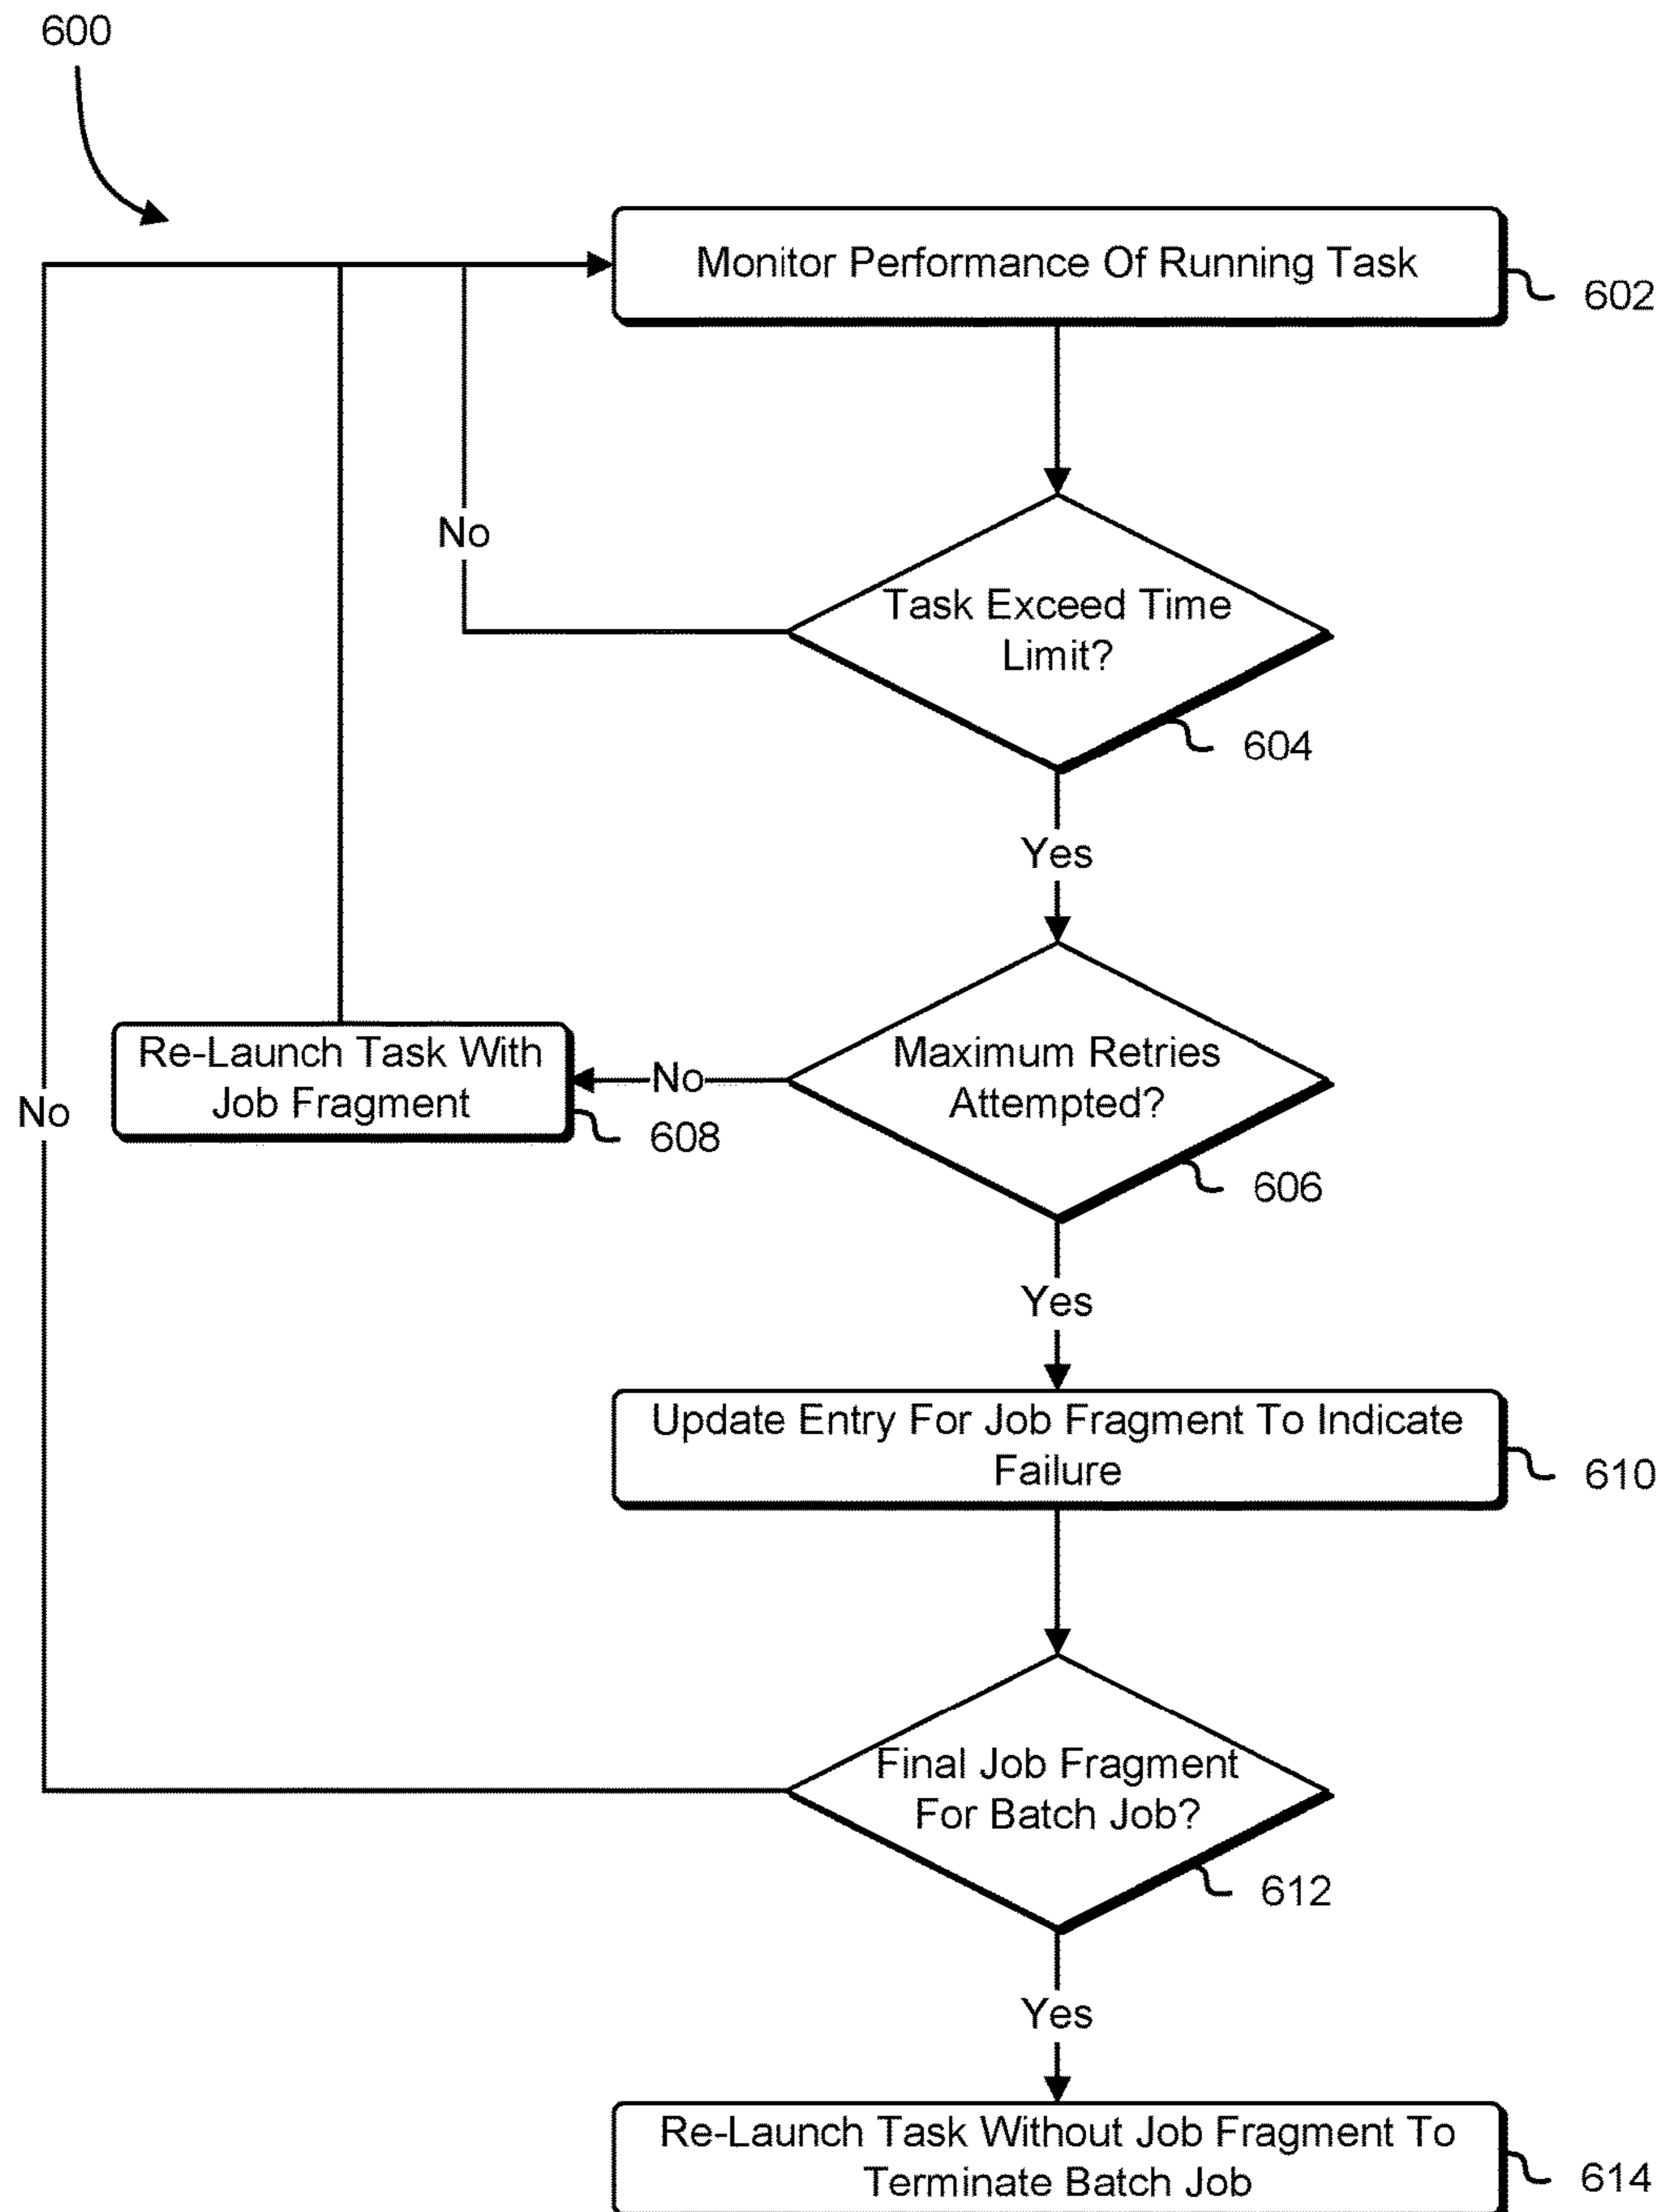 600
Monitor Performance Of Running Task
602
No
Task Exceed Time
Limit?
604
Yes
Re-Launch Task With
Job Fragment
608
No
Maximum Retries
Attempted?
606
No
Yes
Update Entry For Job Fragment To Indicate
Failure
610
Final Job Fragment
For Batch Job?
612
Yes
Re-Launch Task Without Job Fragment To
Terminate Batch Job
614